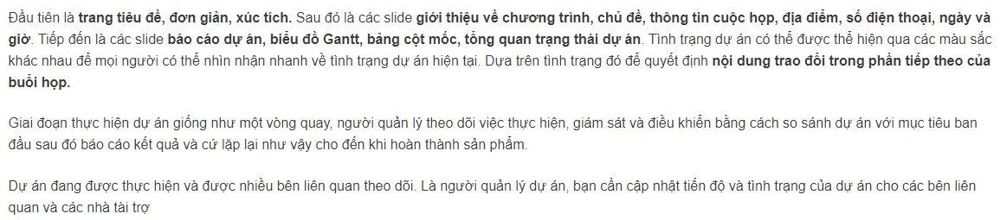 Đầu tiên là trang tiêu đề, đơn giản, xúc tích. Sau đó là các slide giới thiệu về chương trình, chủ đề, thông tin cuộc họp, địa điểm, số điện thoại, ngày và
giờ. Tiếp đến là các slide báo cáo dự án, biểu đồ Gantt, bảng cột mốc, tổng quan trạng thái dự án. Tình trạng dự án có thể được thể hiện qua các màu sắc
khác nhau để mọi người có thể nhìn nhận nhanh về tình trạng dự án hiện tại. Dựa trên tình trạng đó để quyết định nội dung trao đổi trong phần tiếp theo của
buổi họp.
Giai đoạn thực hiện dự án giống như một vòng quay, người quản lý theo dõi việc thực hiện, giám sát và điều khiển bằng cách so sánh dự án với mục tiêu ban
đầu sau đó báo cáo kết quả và cứ lặp lại như vậy cho đến khi hoàn thành sản phẩm.
Dự án đang được thực hiện và được nhiều bên liên quan theo dõi. Là người quản lý dự án, bạn cần cập nhật tiến độ và tình trạng của dự án cho các bên liên
quan và các nhà tài trợ